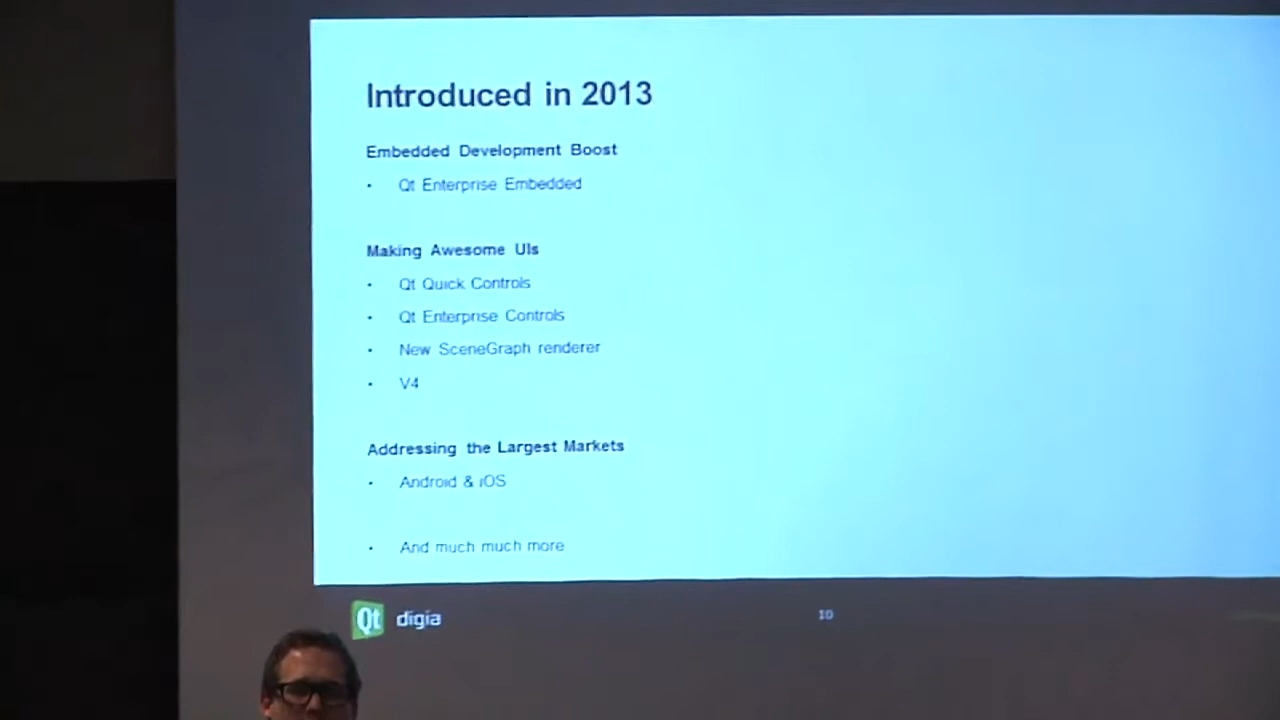 Introduced in 2013
Embedded Development Boost
• Qt Enterprise Embedded
Making Awesome UIs
• Qt Quick Controls
• Qt Enterprise Controls
• New SceneGraph renderer
• V4
Addressing the Largest Markets
• Android & iOS
• And much much more
Qt digia
10